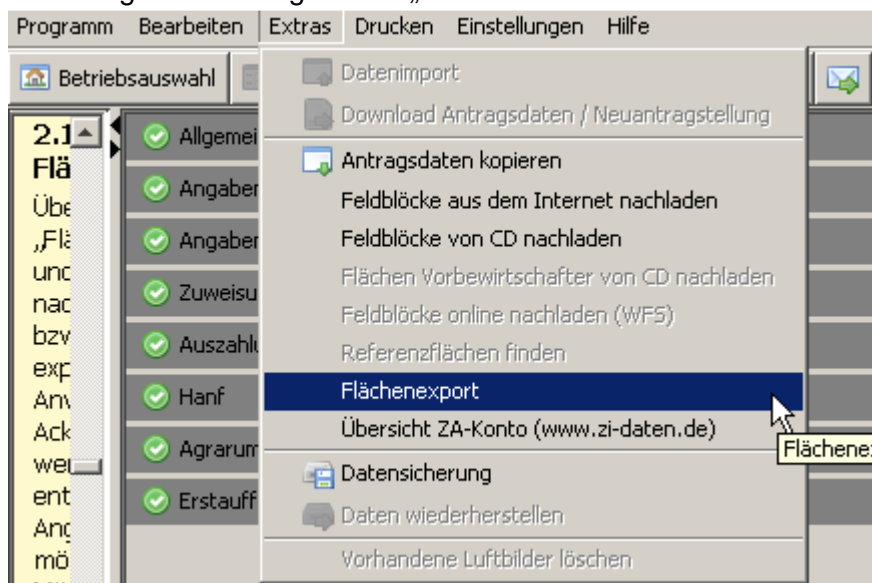 Programm Bearbeiten Extras Drucken Einstellungen Hilfe
Betriebsauswahl
Datenimport
Download Antragsdaten / Neuantragstellung
Antragsdaten kopieren
Feldblöcke aus dem Internet nachladen
Feldblöcke von CD nachladen
Flächen Vorbewirtschafter von CD nachladen
Feldblöcke online nachladen (WFS)
Referenzflächen finden
Flächenexport
Übersicht ZA-Konto (www.zi-daten.de)
Flächenex
Datensicherung
Daten wiederherstellen
Vorhandene Luftbilder löschen
2.1
Flä
Übe
„Flä
und
nac
bzw
exp
Anv
Ack
wei
ent
Ang
mö
Allgemei
Angaber
Angaber
Zuweisu
Auszahlu
Hanf
Agrarum
Erstauff